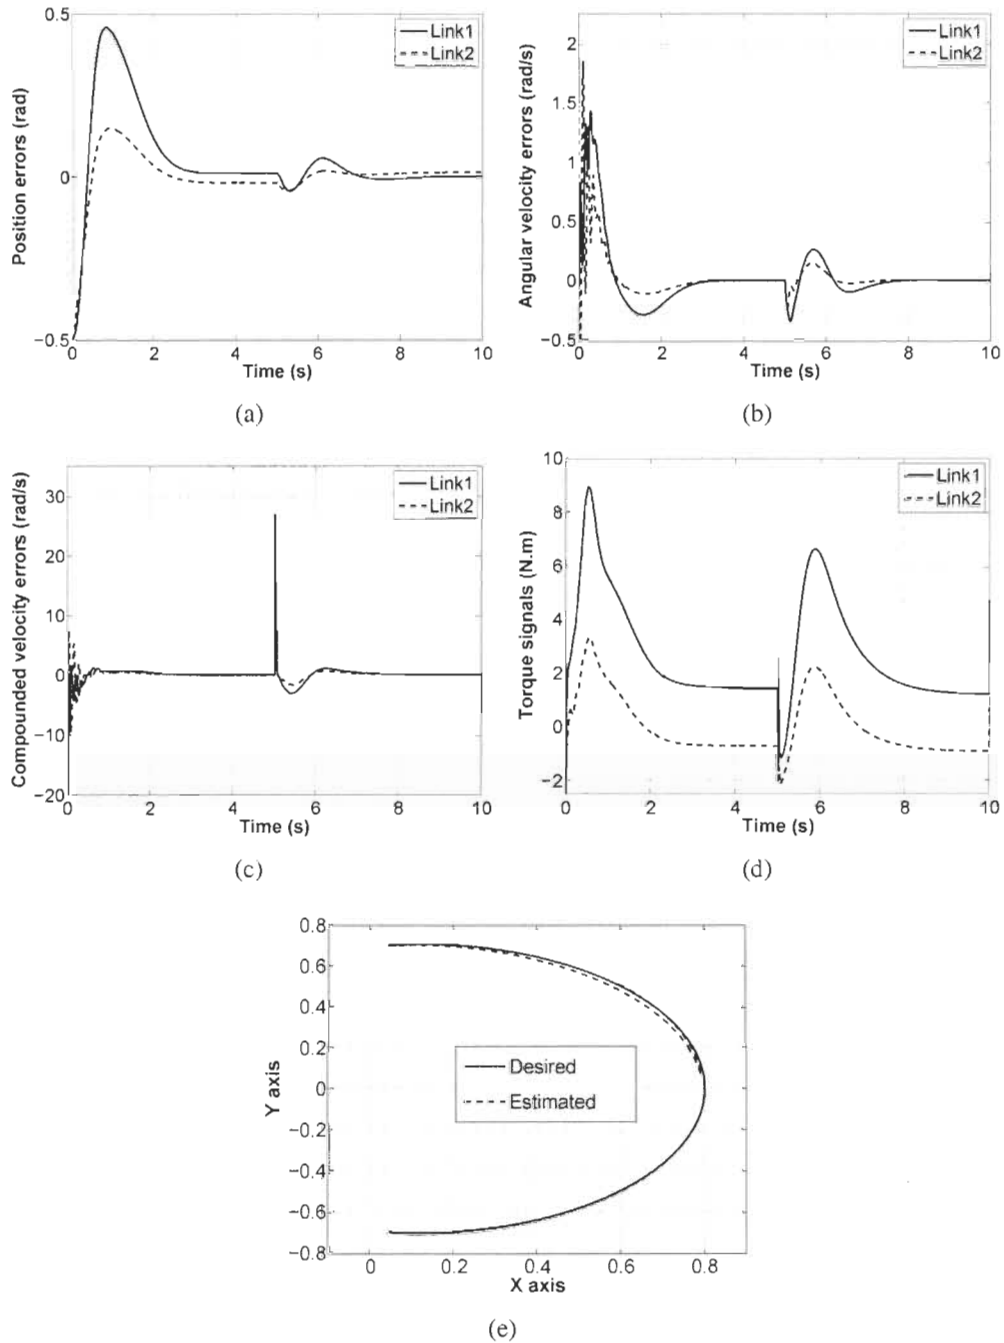 0.5
0
−0.5
0
2
4
6
8
10
Position errors (rad)
Time (s)
Link1
Link2
(a)
2
1.5
1
0.5
0
−0.5
0
2
4
6
8
10
Angular velocity errors (rad/s)
Time (s)
Link1
Link2
(b)
30
20
10
0
−10
−20
0
2
4
6
8
10
Compounded velocity errors (rad/s)
Time (s)
Link1
Link2
(c)
10
8
6
4
2
0
−2
0
2
4
6
8
10
Torque signals (N.m)
Time (s)
Link1
Link2
(d)
0.8
0.6
0.4
0.2
0
−0.2
−0.4
−0.6
−0.8
0
0.2
0.4
0.6
0.8
Y axis
X axis
Desired
Estimated
(e)